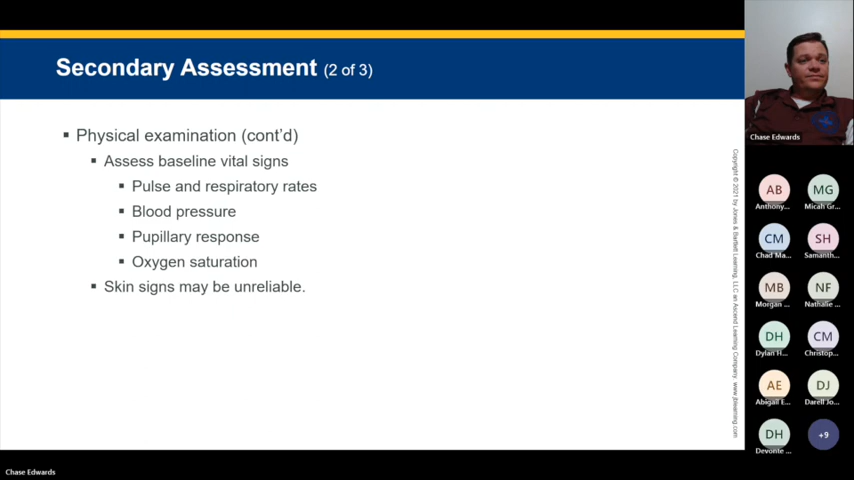 Secondary Assessment (2 of 3)
Physical examination (cont'd)
Assess baseline vital signs
Pulse and respiratory rates
Blood pressure
Pupillary response
Oxygen saturation
Skin signs may be unreliable.
Copyright © 2021 by Jones & Bartlett Learning, LLC an Ascend Learning Company. www.jblearning.com
Chase Edwards
AB MG
Anthony... Micah Gr...
CM SH
Chad Ma... Samanth...
MB NF
Morgan ... Nathalie ...
DH CM
Dylan H... Christop...
AE DJ
Abigail E... Darell Jo...
DH +9
Devonte ...
Chase Edwards